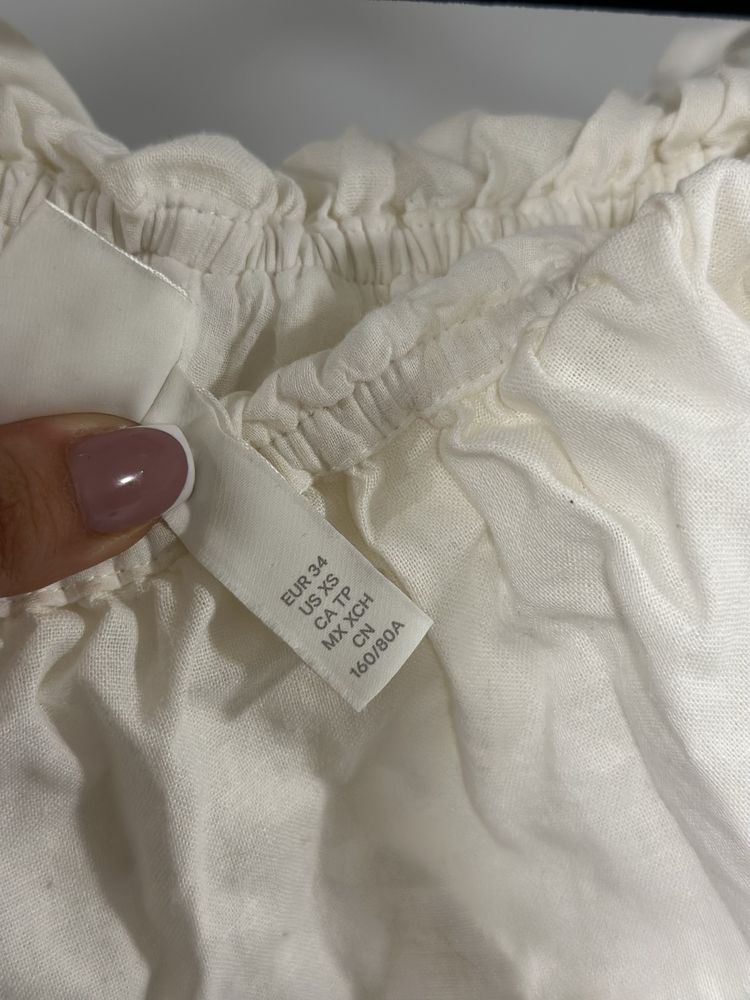 EUR 34
US XS
CA TP
MX XCH
CN
160/80A